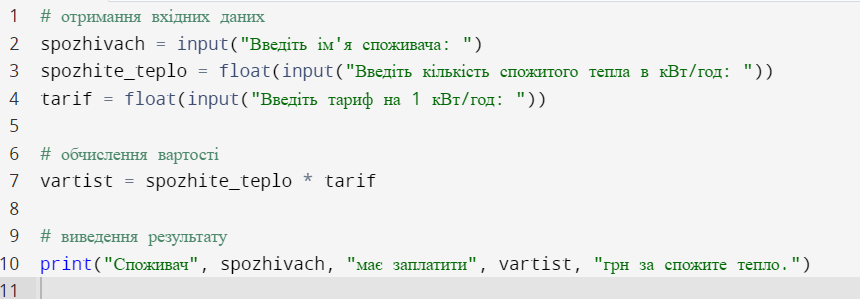 1 # отримання вхідних даних
2 spozhivach = input("Введіть ім'я споживача: ")
3 spozhite_teplo = float(input("Введіть кількість спожитого тепла в кВт/год: "))
4 tarif = float(input("Введіть тариф на 1 кВт/год: "))
5
6 # обчислення вартості
7 vartist = spozhite_teplo * tarif
8
9 # виведення результату
10 print("Споживач", spozhivach, "має заплатити", vartist, "грн за спожите тепло.")
11